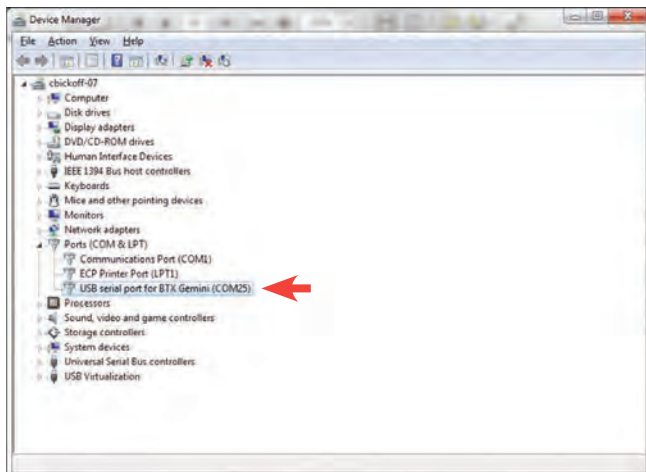 Device Manager
File Action View Help
cbickoff-07
Computer
Disk drives
Display adapters
DVD/CD-ROM drives
Human Interface Devices
IEEE 1394 Bus host controllers
Keyboards
Mice and other pointing devices
Monitors
Network adapters
Ports (COM & LPT)
Communications Port (COM1)
ECP Printer Port (LPT1)
USB serial port for BTX Gemini (COM25)
Processors
Sound, video and game controllers
Storage controllers
System devices
Universal Serial Bus controllers
USB Virtualization